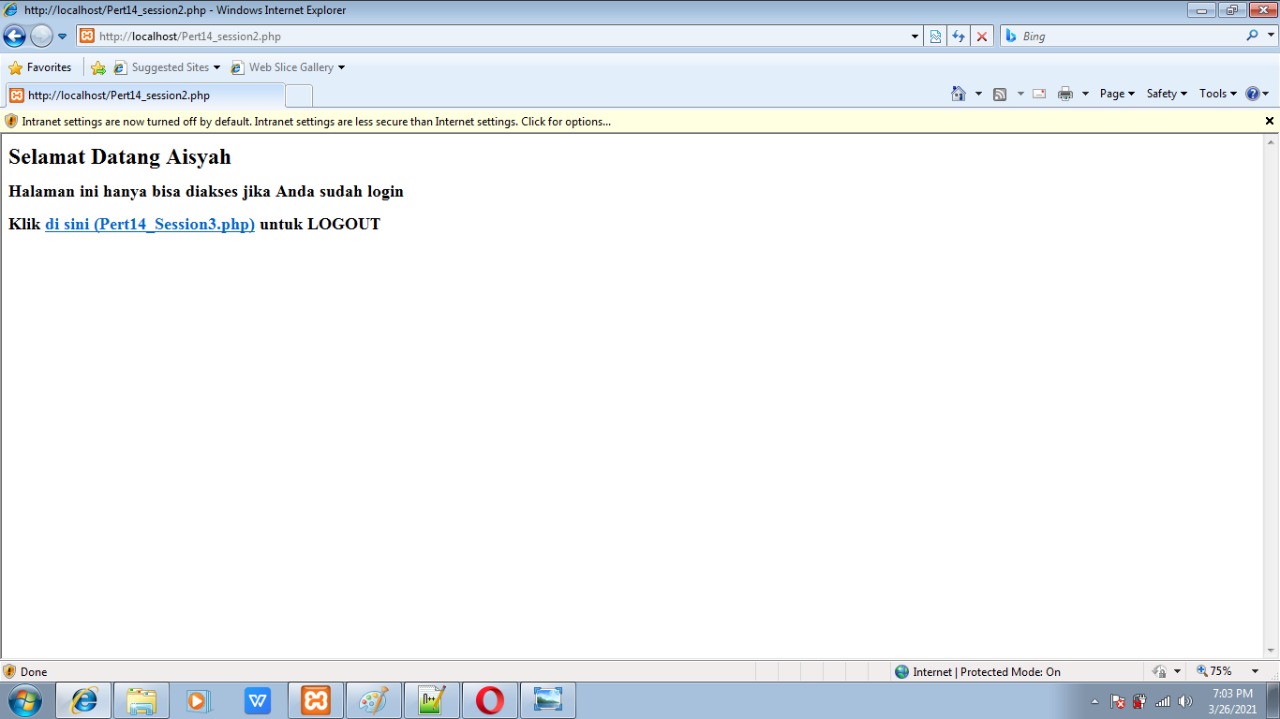 http://localhost/Pert14_session2.php - Windows Internet Explorer
http://localhost/Pert14_session2.php
Bing
Favorites Suggested Sites Web Slice Gallery
http://localhost/Pert14_session2.php
Page Safety Tools
Intranet settings are now turned off by default. Intranet settings are less secure than Internet settings. Click for options...
Selamat Datang Aisyah
Halaman ini hanya bisa diakses jika Anda sudah login
Klik di sini (Pert14_Session3.php) untuk LOGOUT
Done
Internet | Protected Mode: On
75%
7:03 PM
3/26/2021